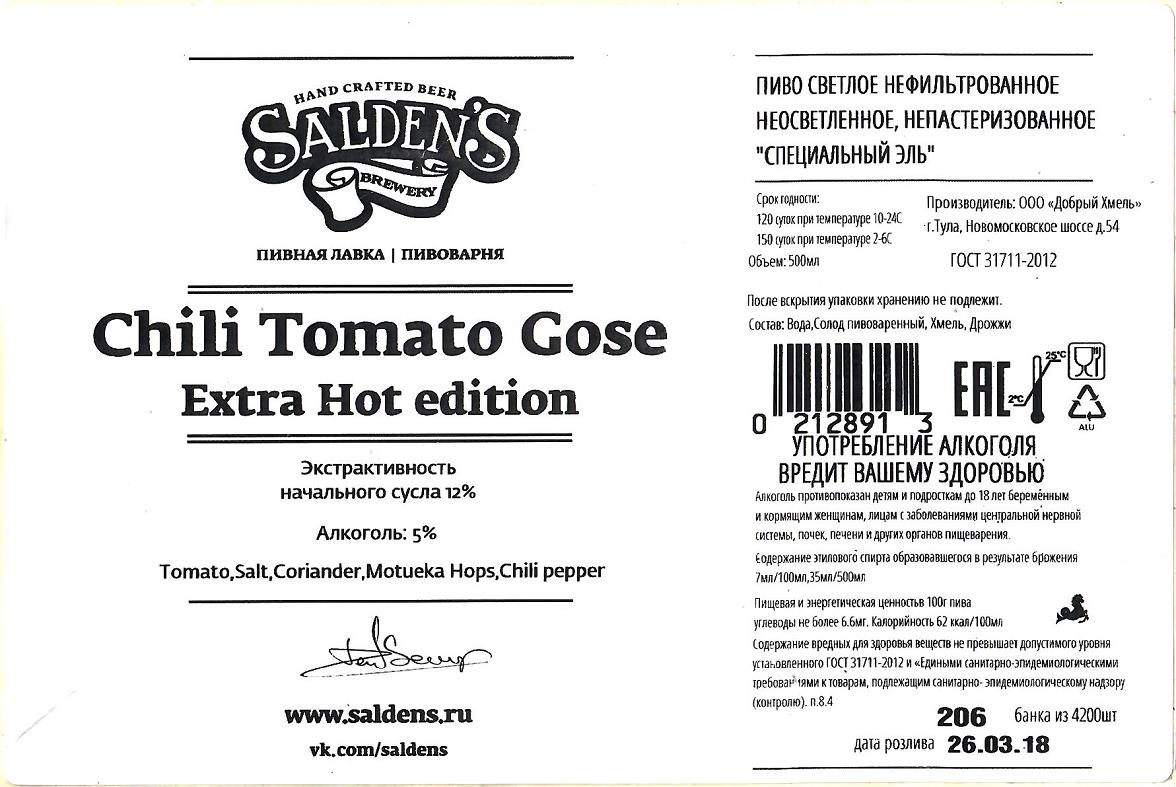 HAND CRAFTED BEER
SALDEN'S
BREWERY
ПИВНАЯ ЛАВКА | ПИВОВАРНЯ
Chili Tomato Gose
Extra Hot edition
Экстрактивность
начального сусла 12%
Алкоголь: 5%
Tomato,Salt,Coriander,Motueka Hops,Chili pepper
www.saldens.ru
vk.com/saldens
ПИВО СВЕТЛОЕ НЕФИЛЬТРОВАННОЕ
НЕОСВЕТЛЕННОЕ, НЕПАСТЕРИЗОВАННОЕ
"СПЕЦИАЛЬНЫЙ ЭЛЬ"
Срок годности:
120 суток при температуре 10-24С
150 суток при температуре 2-6С
Объем: 500мл
Производитель: ООО «Добрый Хмель»
г.Тула, Новомосковское шоссе д.54
ГОСТ 31711-2012
После вскрытия упаковки хранению не подлежит.
Состав: Вода,Солод пивоваренный, Хмель, Дрожжи
0 212891 3
EAC
25°C
2°C
ALU
УПОТРЕБЛЕНИЕ АЛКОГОЛЯ
ВРЕДИТ ВАШЕМУ ЗДОРОВЬЮ
Алкоголь противопоказан детям и подросткам до 18 лет беременным
и кормящим женщинам, лицам с заболеваниями центральной нервной
системы, почек, печени и других органов пищеварения.
Содержание этилового спирта образовавшегося в результате брожения
7мл/100мл,35мл/500мл
Пищевая и энергетическая ценностьв 100г пива
углеводы не более 6.6мг. Калорийность 62 ккал/100мл
Содержание вредных для здоровья веществ не превышает допустимого уровня
установленного ГОСТ 31711-2012 и «Едиными санитарно-эпидемиологическими
требованиями к товарам, подлежащим санитарно- эпидемиологическому надзору
(контролю). п.8.4
206 банка из 4200шт
дата розлива 26.03.18